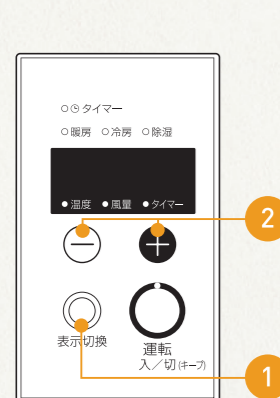 ○タイマー
○暖房 ○冷房 ○除湿
●温度 ●風量 ●タイマー
2
− +
表示切換
運転
入／切(キープ)
1